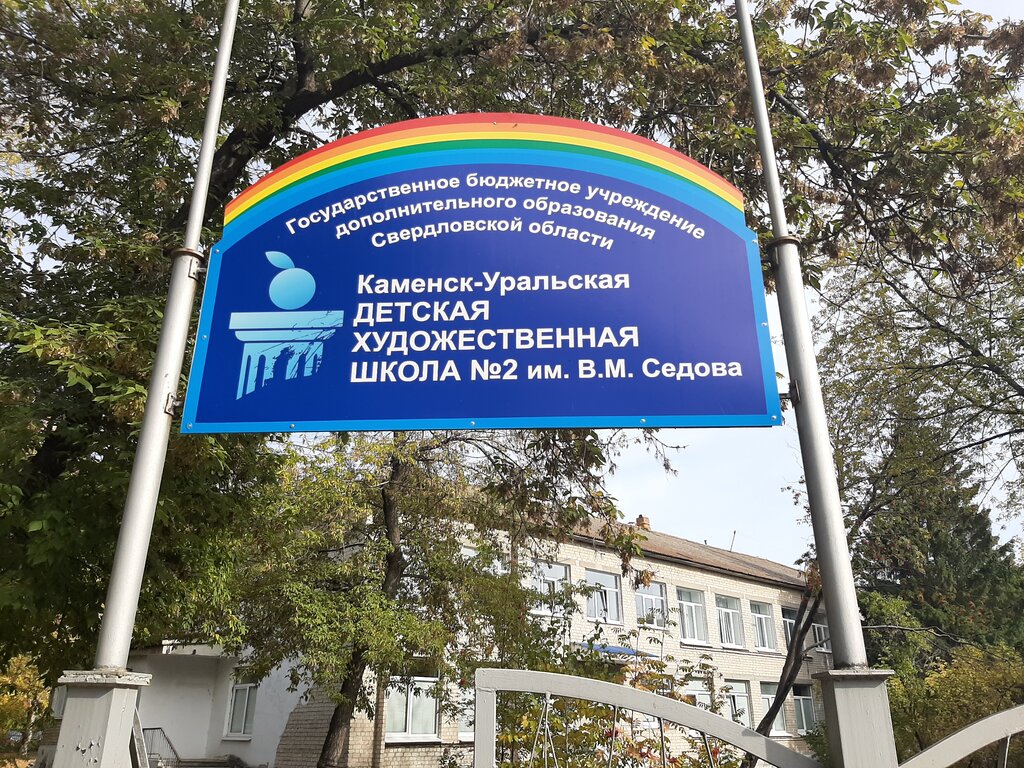 Государственное бюджетное учреждение
дополнительного образования
Свердловской области
Каменск-Уральская
ДЕТСКАЯ
ХУДОЖЕСТВЕННАЯ
ШКОЛА №2 им. В.М. Седова